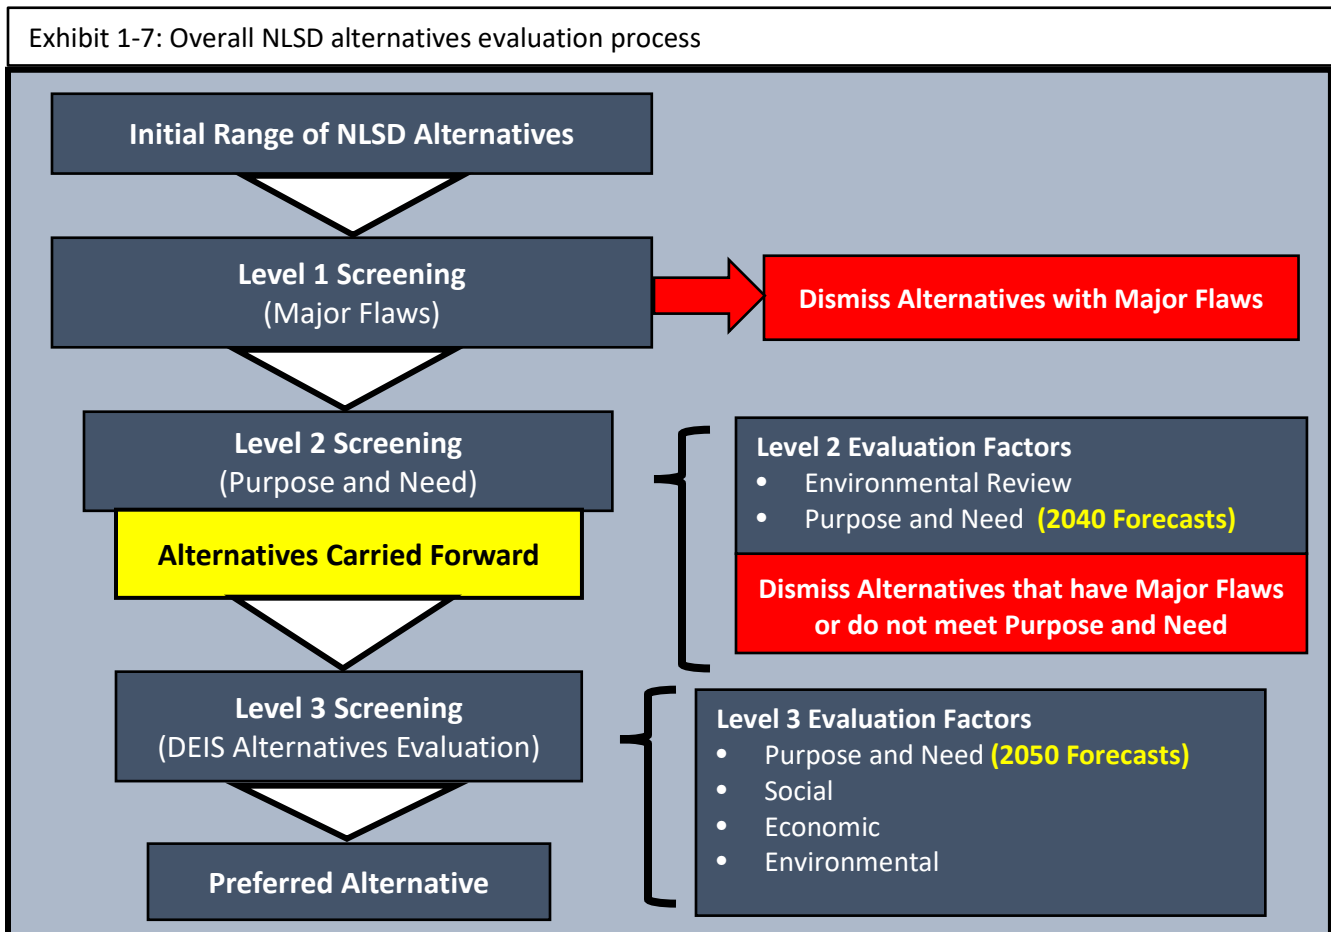 Exhibit 1-7: Overall NLSD alternatives evaluation process
Initial Range of NLSD Alternatives
Level 1 Screening
(Major Flaws)
Dismiss Alternatives with Major Flaws
Level 2 Screening
(Purpose and Need)
Alternatives Carried Forward
Level 2 Evaluation Factors
• Environmental Review
• Purpose and Need (2040 Forecasts)
Dismiss Alternatives that have Major Flaws
or do not meet Purpose and Need
Level 3 Screening
(DEIS Alternatives Evaluation)
Level 3 Evaluation Factors
• Purpose and Need (2050 Forecasts)
• Social
• Economic
• Environmental
Preferred Alternative